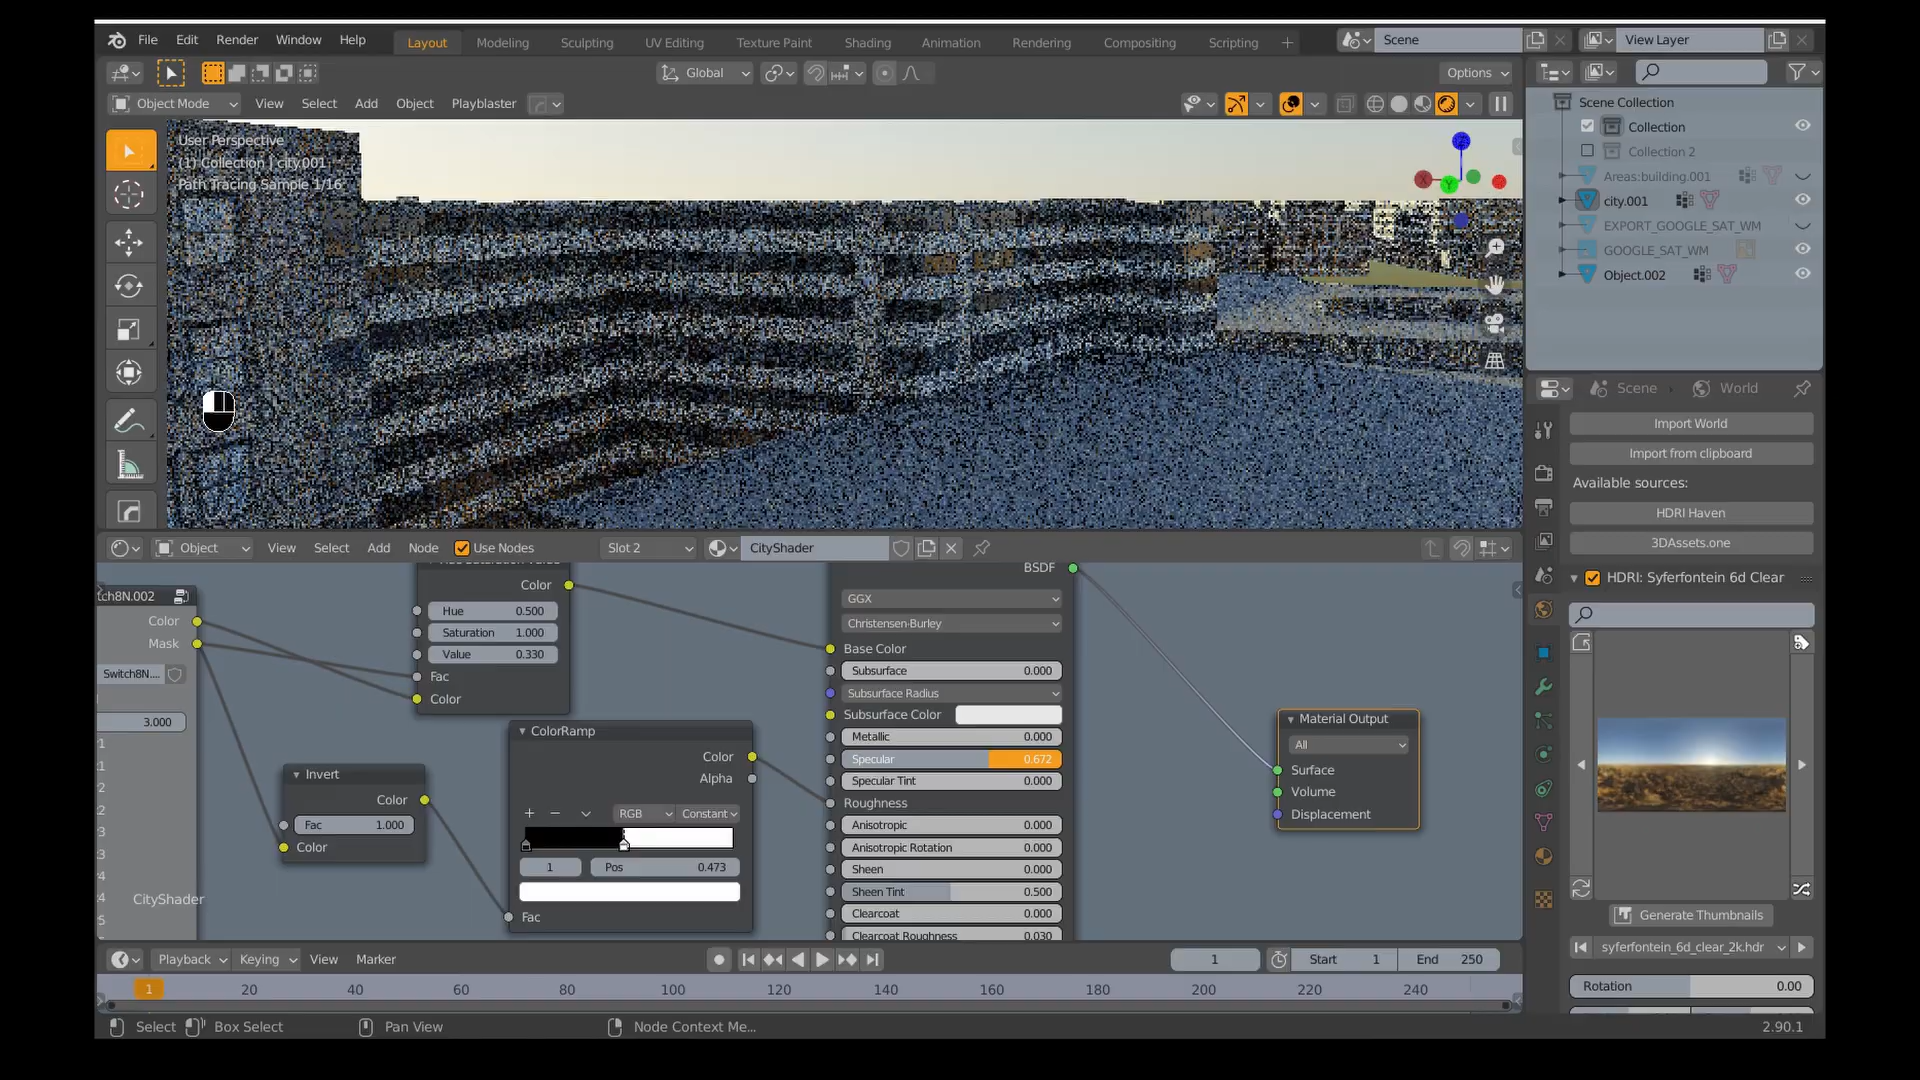 File Edit Render Window Help Layout Modeling Sculpting UV Editing Texture Paint Shading Animation Rendering Compositing Scripting + Scene View Layer
Global Options
Object Mode View Select Add Object Playblaster
User Perspective
(1) Collection | city.001
Path Tracing Sample 1/16
X
Y
Z
Scene Collection
Collection
Collection 2
Areas:building.001
city.001
EXPORT_GOOGLE_SAT_WM
GOOGLE_SAT_WM
Object.002
Scene World
Import World
Import from clipboard
Available sources:
HDRI Haven
3DAssets.one
HDRI: Syferfontein 6d Clear
Generate Thumbnails
syferfontein_6d_clear_2k.hdr
Rotation 0.00
Object View Select Add Node Use Nodes Slot 2 CityShader
tch8N.002
Color
Mask
Switch8N....
3.000
1
1
2
2
3
3
4
4
5
CityShader
Color
Hue 0.500
Saturation 1.000
Value 0.330
Fac
Color
Invert
Color
Fac 1.000
Color
ColorRamp
Color
Alpha
RGB Constant
1 Pos 0.473
Fac
BSDF
GGX
Christensen-Burley
Base Color
Subsurface 0.000
Subsurface Radius
Subsurface Color
Metallic 0.000
Specular 0.672
Specular Tint 0.000
Roughness
Anisotropic 0.000
Anisotropic Rotation 0.000
Sheen 0.000
Sheen Tint 0.500
Clearcoat 0.000
Clearcoat Roughness 0.030
Material Output
All
Surface
Volume
Displacement
Playback Keying View Marker 1 Start 1 End 250
1 20 40 60 80 100 120 140 160 180 200 220 240
Select Box Select Pan View Node Context Me... 2.90.1